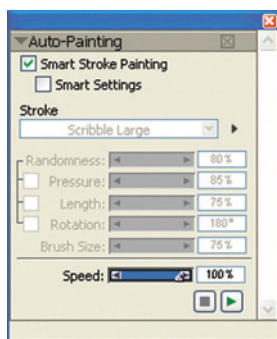 Auto-Painting
Smart Stroke Painting
Smart Settings
Stroke
Scribble Large
Randomness: 80%
Pressure: 85%
Length: 75%
Rotation: 180°
Brush Size: 75%
Speed: 100%